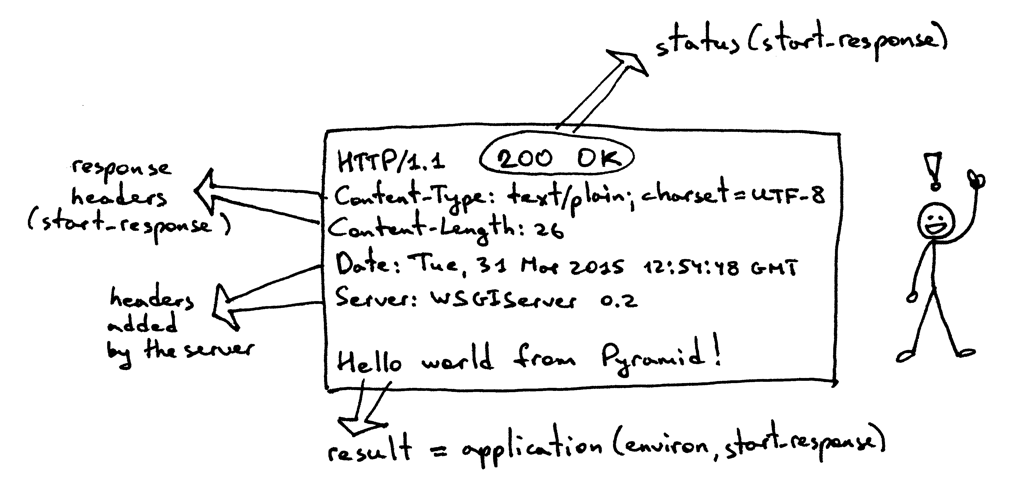 status (start_response)
HTTP/1.1 200 OK
Content-Type: text/plain; charset=UTF-8
Content-Length: 26
Date: Tue, 31 Mar 2015 12:54:48 GMT
Server: WSGIServer 0.2
Hello world from Pyramid!
response
headers
(start_response)
headers
added
by the server
!
result = application (environ, start_response)